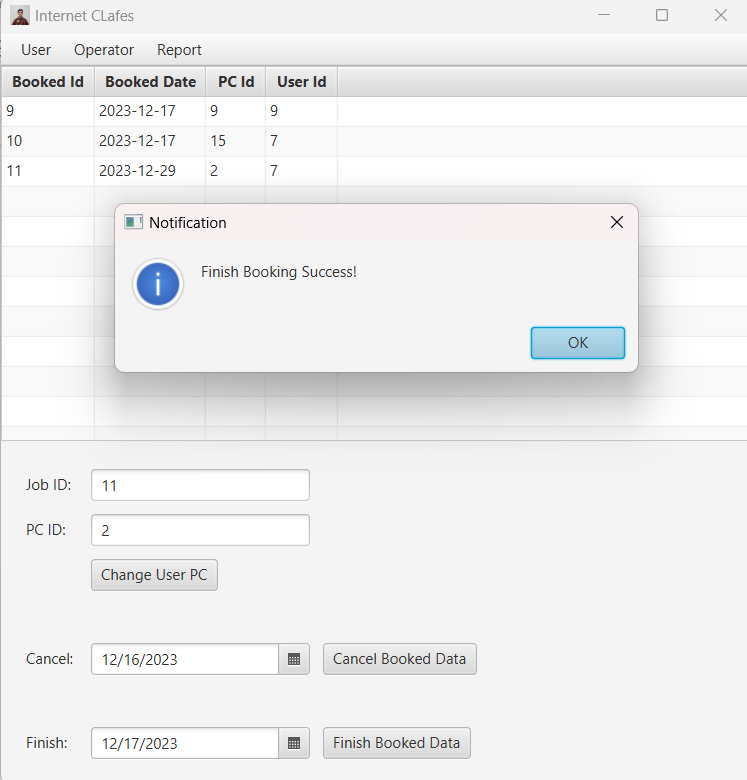 Internet CLafes
User Operator Report
Booked Id Booked Date PC Id User Id
9 2023-12-17 9 9
10 2023-12-17 15 7
11 2023-12-29 2 7
Notification
i
Finish Booking Success!
OK
Job ID: 11
PC ID: 2
Change User PC
Cancel: 12/16/2023 Cancel Booked Data
Finish: 12/17/2023 Finish Booked Data